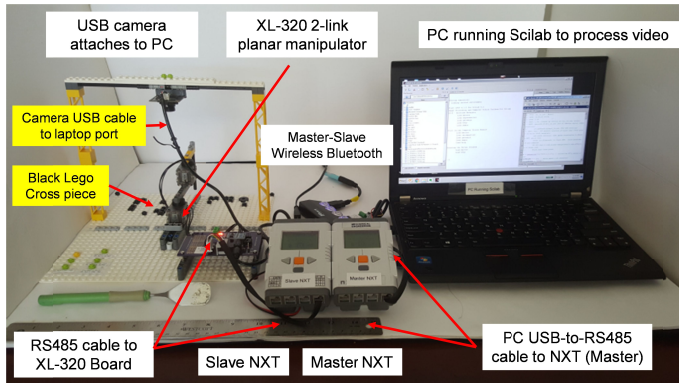 USB camera
attaches to PC
XL-320 2-link
planar manipulator
PC running Scilab to process video
Camera USB cable
to laptop port
Master-Slave
Wireless Bluetooth
Black Lego
Cross piece
PC Running Scilab
Slave NXT
Master NXT
RS485 cable to
XL-320 Board
Slave NXT
Master NXT
PC USB-to-RS485
cable to NXT (Master)